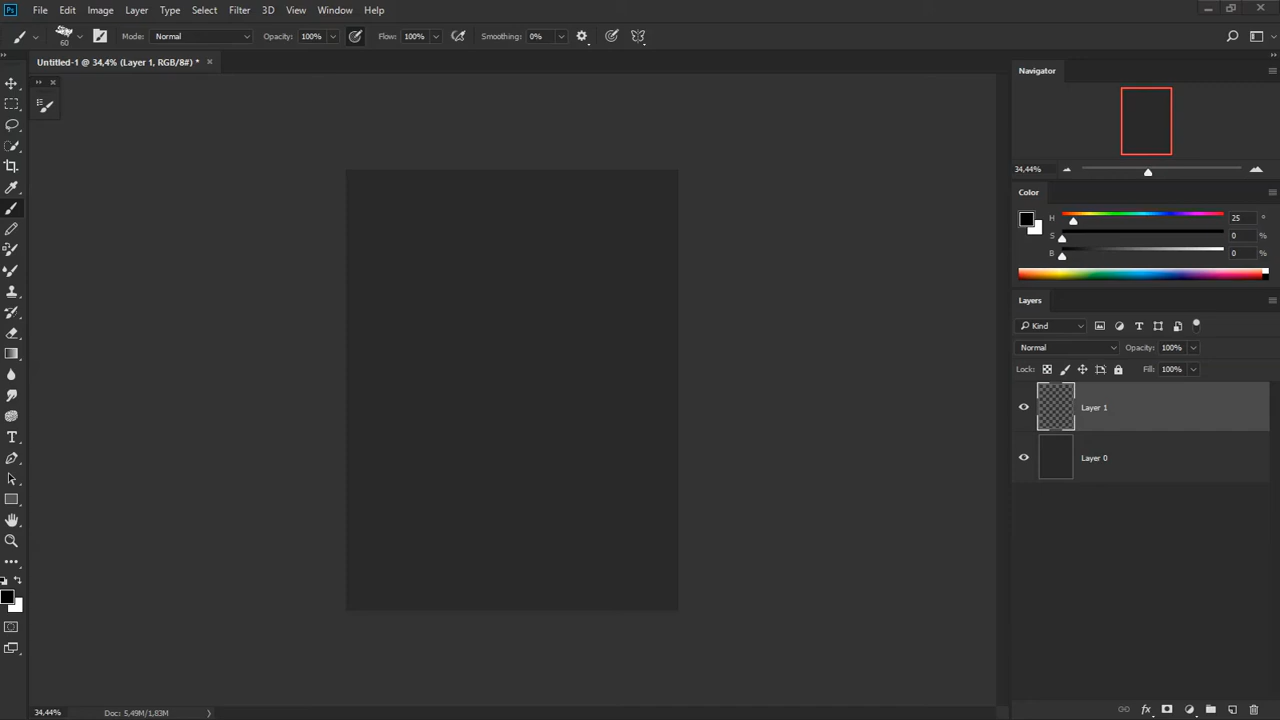 Ps File Edit Image Layer Type Select Filter 3D View Window Help
60 Mode: Normal Opacity: 100% Flow: 100% Smoothing: 0%
Untitled-1 @ 34,4% (Layer 1, RGB/8#) *
Navigator
34,44%
Color
H 25 °
S 0 %
B 0 %
Layers
Kind
Normal Opacity: 100%
Lock: Fill: 100%
Layer 1
Layer 0
34,44% Doc: 5,49M/1,83M